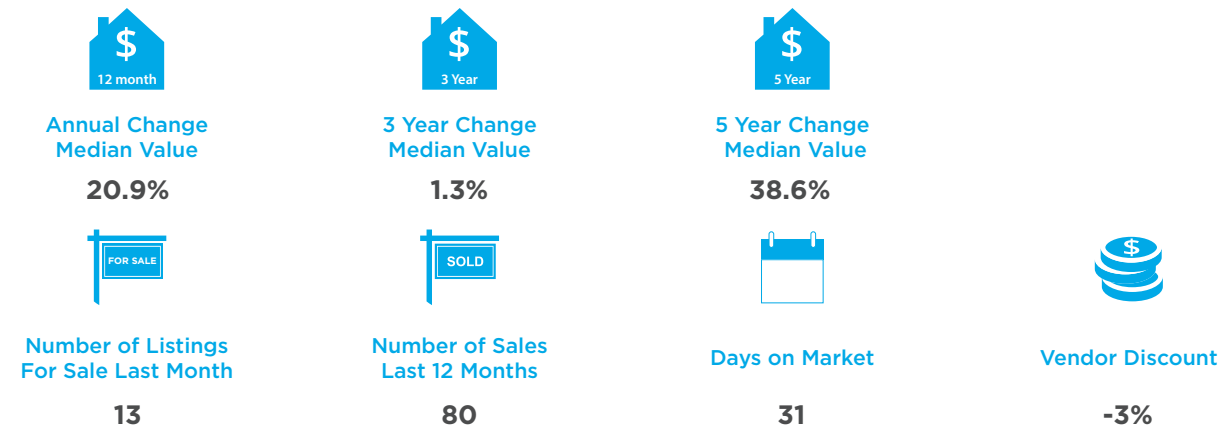 $
12 month
$
3 Year
$
5 Year
Annual Change
Median Value
3 Year Change
Median Value
5 Year Change
Median Value
20.9%
1.3%
38.6%
FOR SALE
SOLD
$
Number of Listings
For Sale Last Month
Number of Sales
Last 12 Months
Days on Market
Vendor Discount
13
80
31
-3%